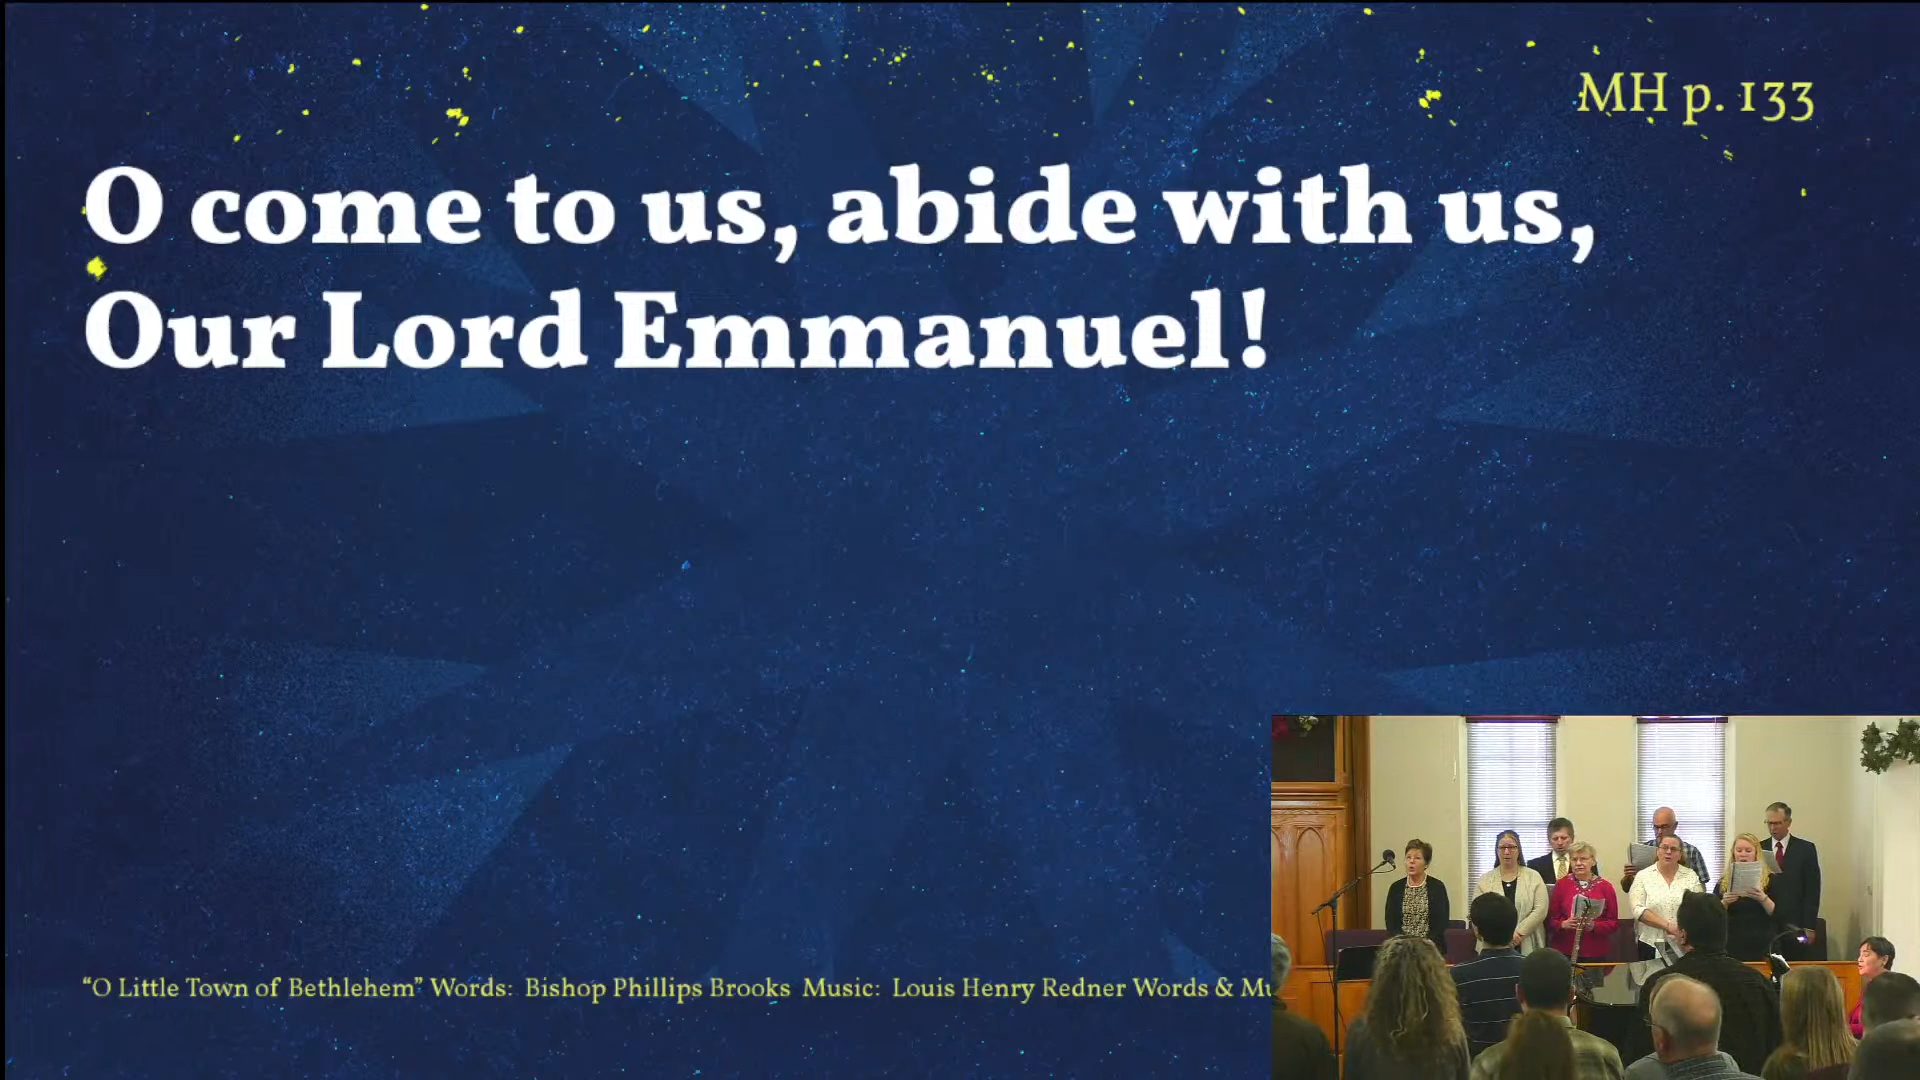 MH p. 133
O come to us, abide with us,
Our Lord Emmanuel!
“O Little Town of Bethlehem” Words: Bishop Phillips Brooks Music: Louis Henry Redner Words & Mu